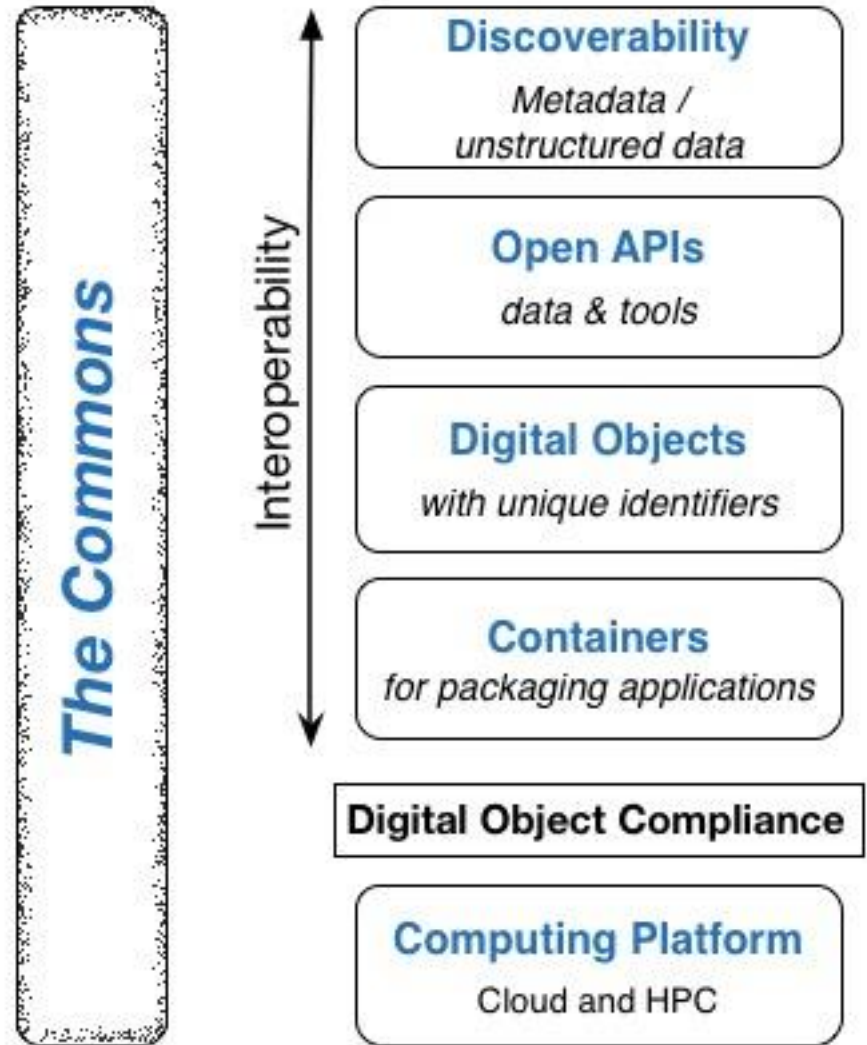 The Commons
Interoperability
Discoverability
Metadata /
unstructured data
Open APIs
data & tools
Digital Objects
with unique identifiers
Containers
for packaging applications
Digital Object Compliance
Computing Platform
Cloud and HPC